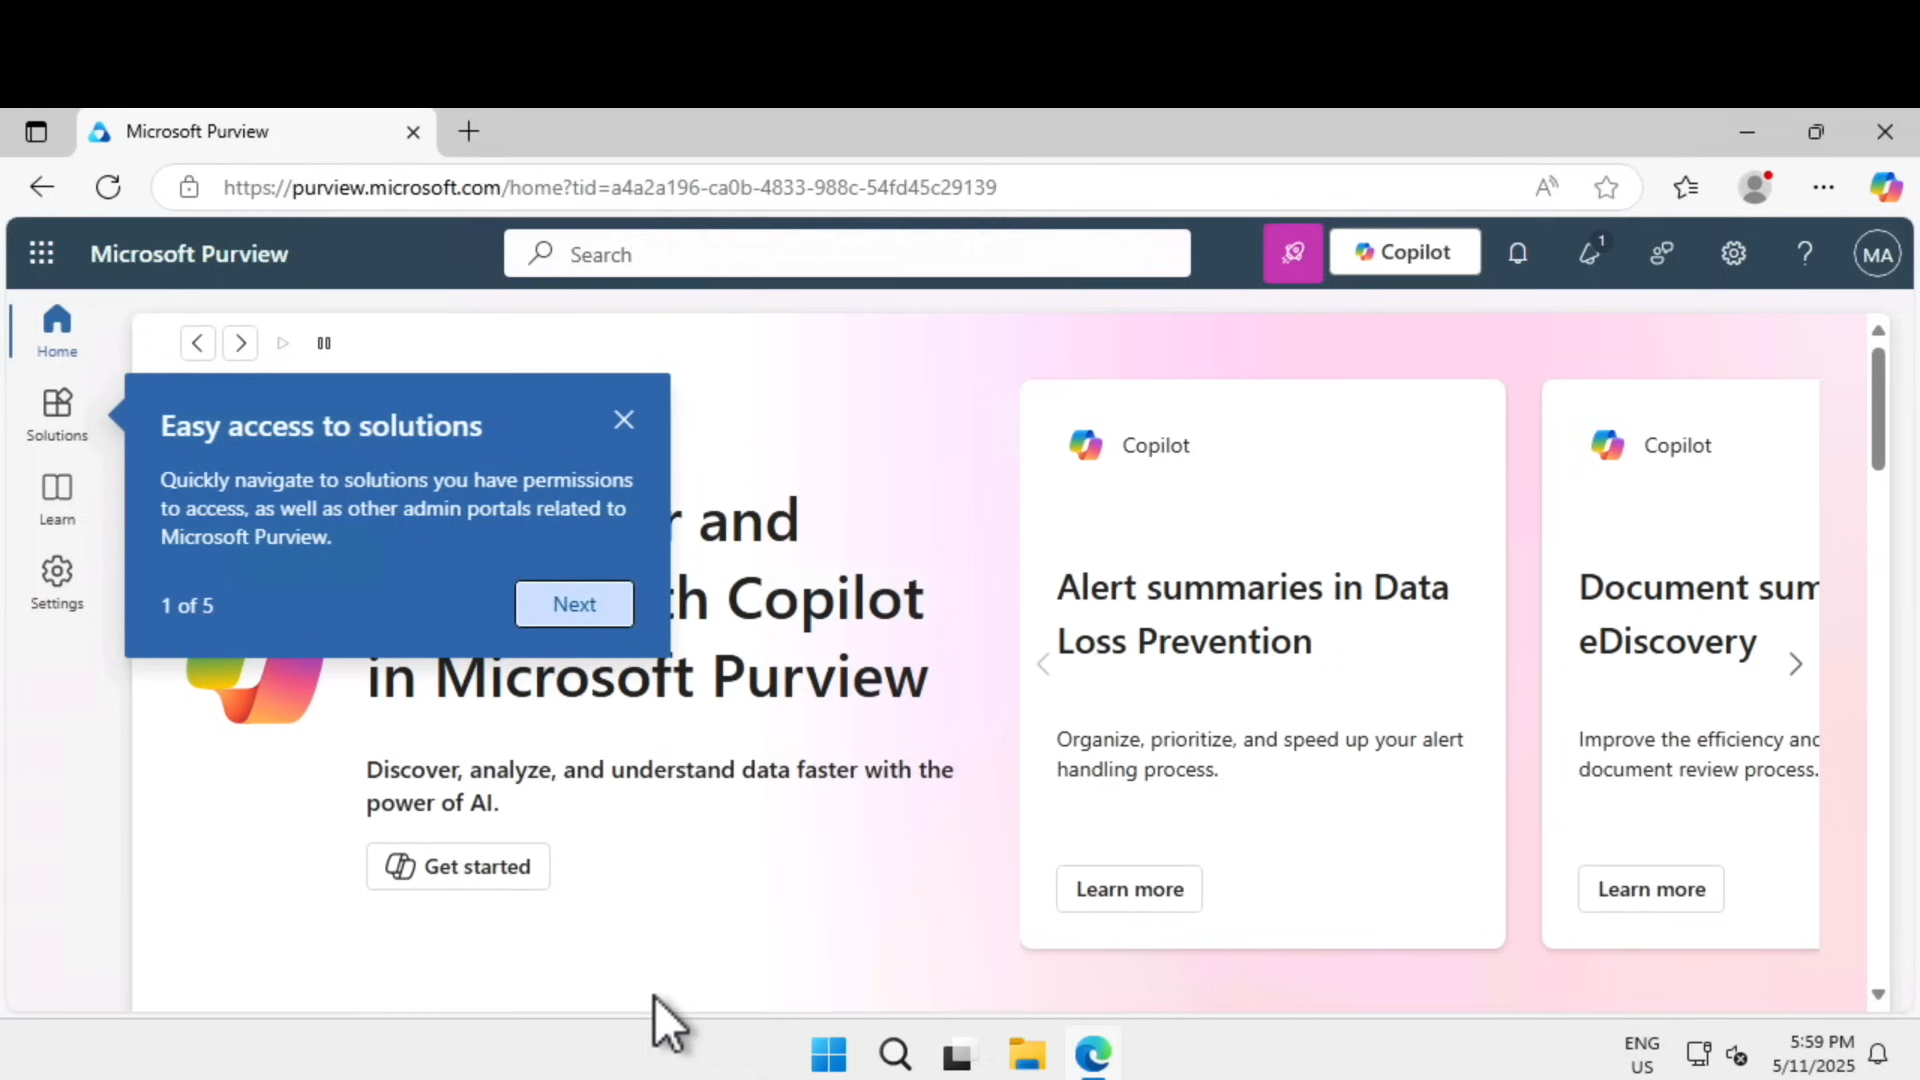 Microsoft Purview
https://purview.microsoft.com/home?tid=a4a2a196-ca0b-4833-988c-54fd45c29139
Microsoft Purview
Search
Copilot
1
MA
Home
Solutions
Learn
Settings
Easy access to solutions
Quickly navigate to solutions you have permissions
to access, as well as other admin portals related to
Microsoft Purview.
1 of 5
Next
and
Copilot
in Microsoft Purview
Discover, analyze, and understand data faster with the
power of AI.
Get started
Copilot
Alert summaries in Data
Loss Prevention
Organize, prioritize, and speed up your alert
handling process.
Learn more
Copilot
Document sum
eDiscovery
Improve the efficiency and
document review process.
Learn more
ENG
US
5:59 PM
5/11/2025